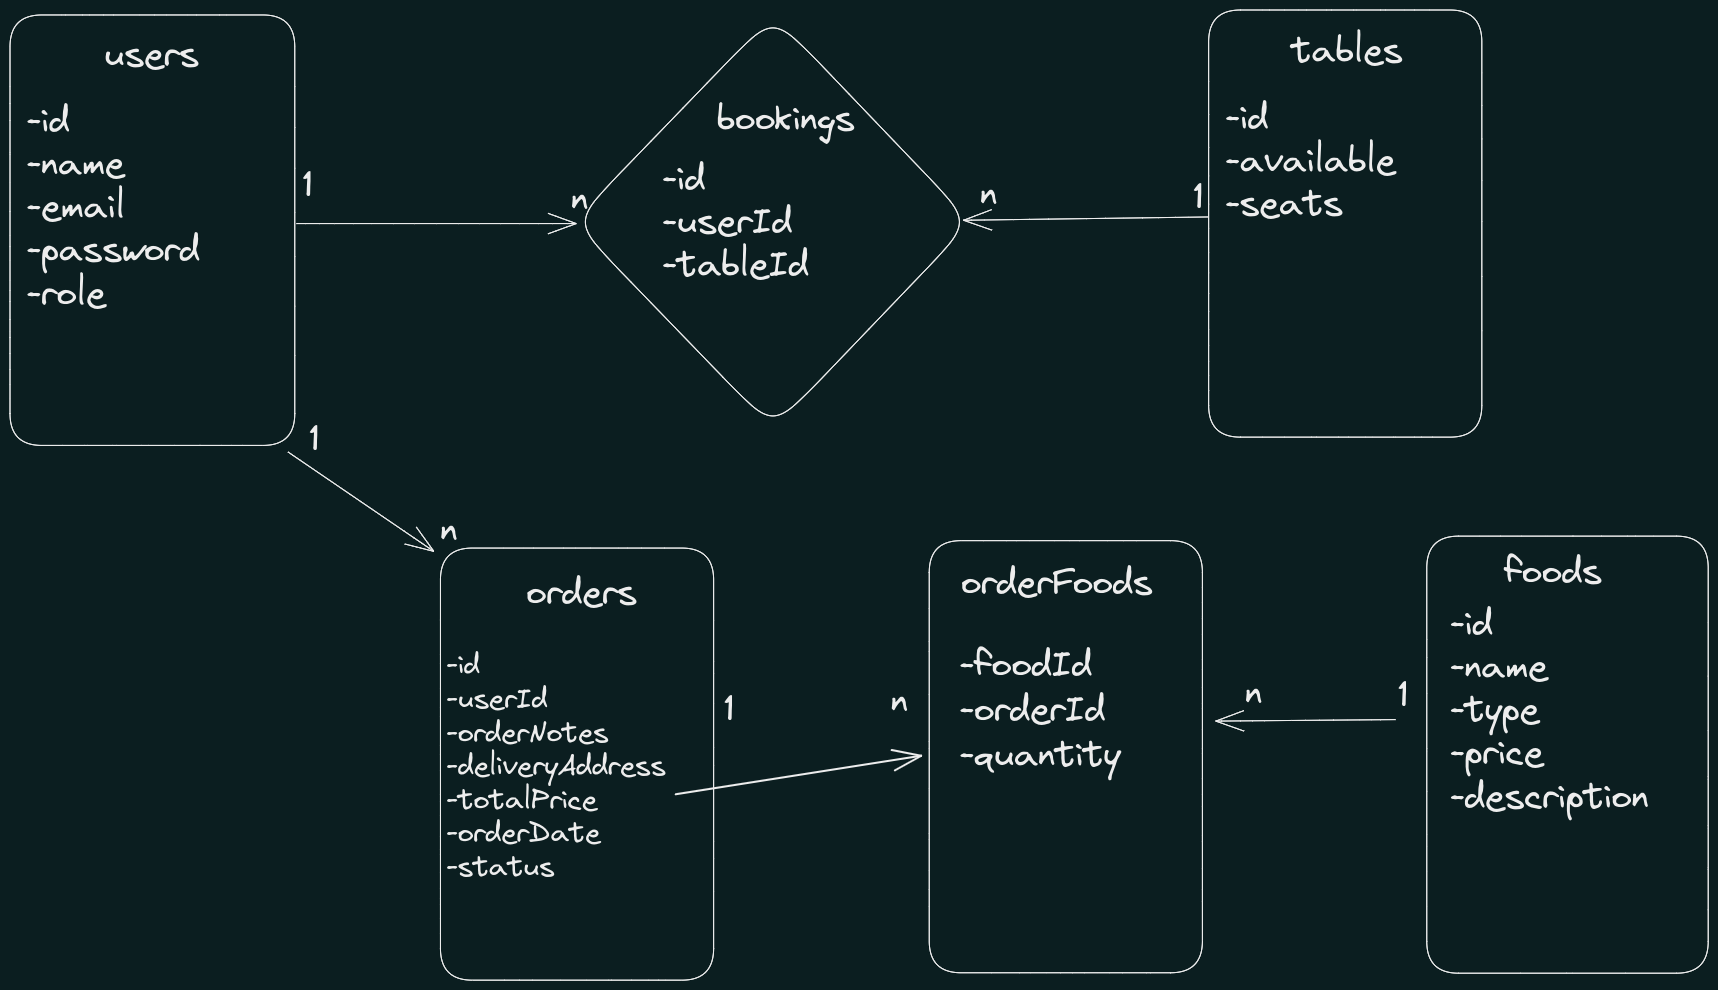 users
-id
-name
-email
-password
-role
1
n
bookings
-id
-userId
-tableId
n
1
tables
-id
-available
-seats
1
n
orders
-id
-userId
-orderNotes
-deliveryAddress
-totalPrice
-orderDate
-status
1
n
orderFoods
-foodId
-orderId
-quantity
n
1
foods
-id
-name
-type
-price
-description